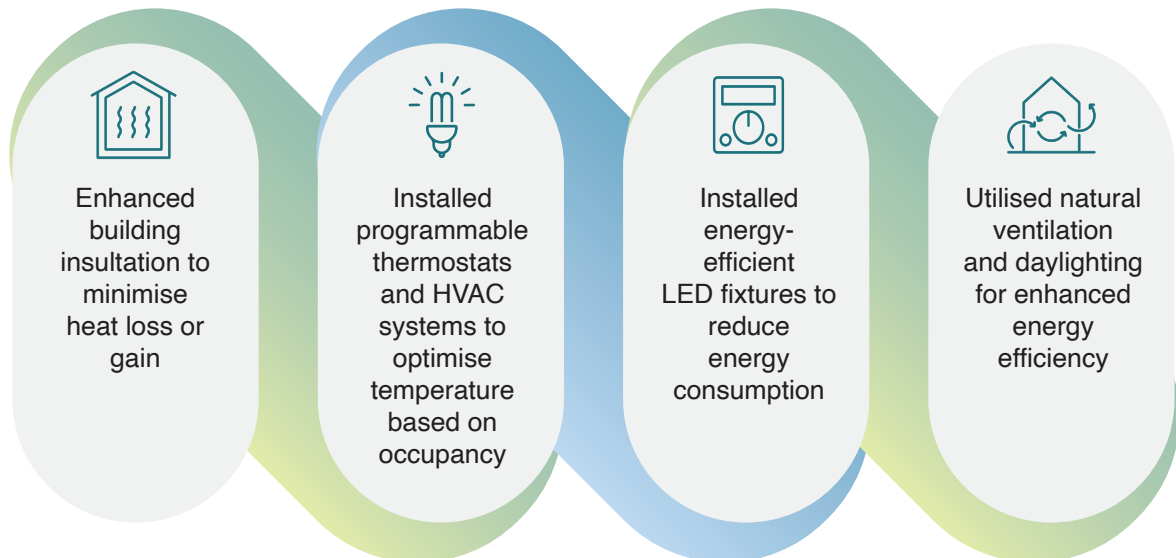 Enhanced
building
insultation to
minimise
heat loss or
gain
Installed
programmable
thermostats
and HVAC
systems to
optimise
temperature
based on
occupancy
Installed
energy-
efficient
LED fixtures to
reduce
energy
consumption
Utilised natural
ventilation
and daylighting
for enhanced
energy
efficiency